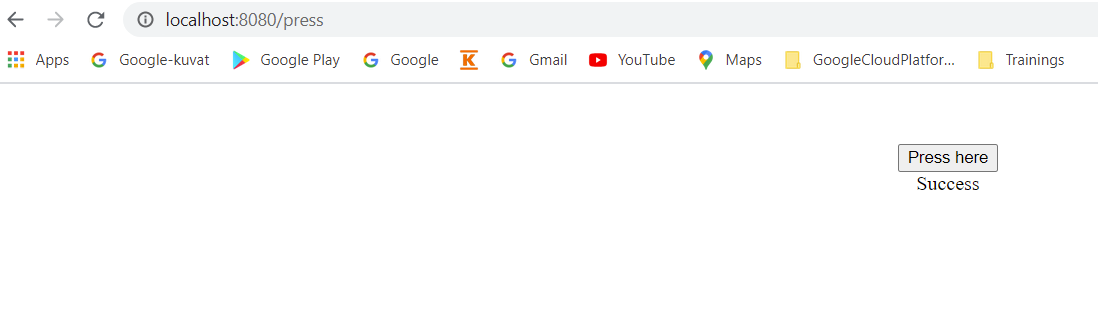 localhost:8080/press
Apps Google-kuvat Google Play Google K Gmail YouTube Maps GoogleCloudPlatfor... Trainings
Press here
Success